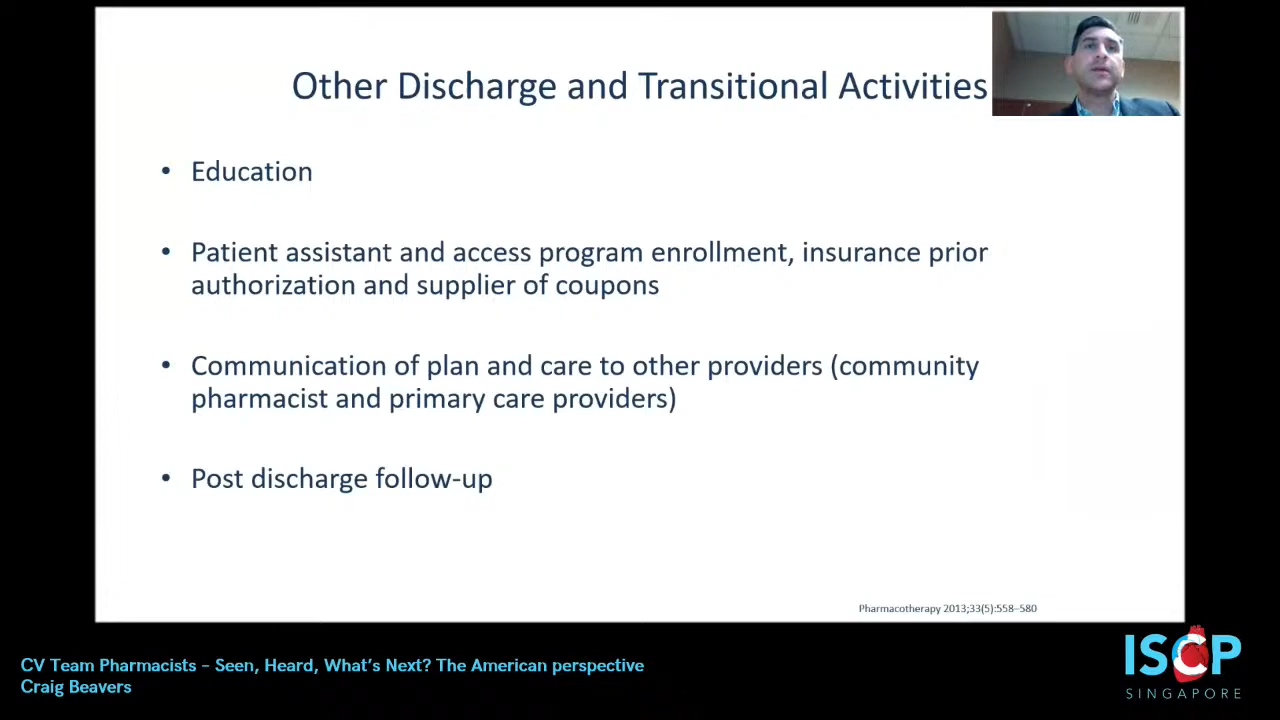 Other Discharge and Transitional Activities
• Education
• Patient assistant and access program enrollment, insurance prior
authorization and supplier of coupons
• Communication of plan and care to other providers (community
pharmacist and primary care providers)
• Post discharge follow-up
Pharmacotherapy 2013;33(5):558–580
CV Team Pharmacists – Seen, Heard, What's Next? The American perspective
Craig Beavers
ISCP
SINGAPORE